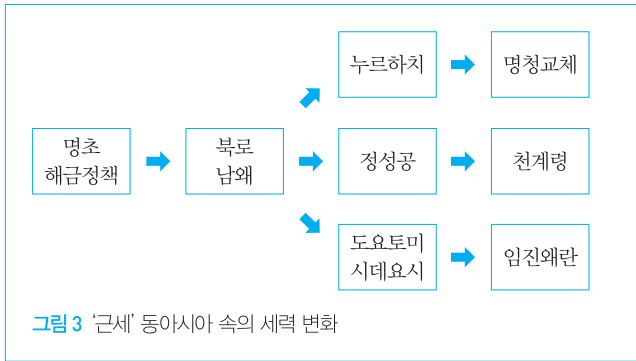 누르하치
명청교체
명초
해금정책
북로
남왜
정성공
천계령
도요토미
시데요시
임진왜란
그림 3 ‘근세’ 동아시아 속의 세력 변화